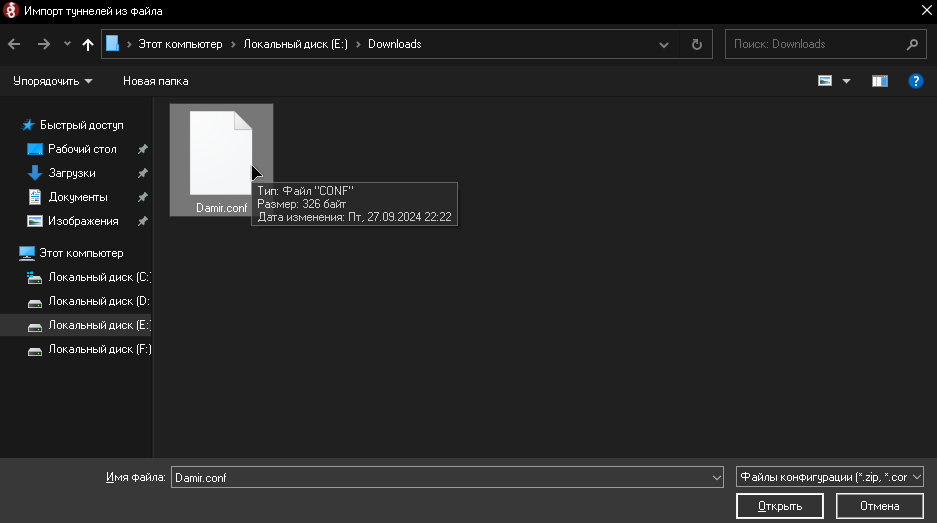 Импорт туннелей из файла
Этот компьютер › Локальный диск (E:) › Downloads
Поиск: Downloads
Упорядочить
Новая папка
Быстрый доступ
Рабочий стол
Загрузки
Документы
Изображения
Этот компьютер
Локальный диск (C:
Локальный диск (D:
Локальный диск (E:)
Локальный диск (F:)
Damir.conf
Тип: Файл "CONF"
Размер: 326 байт
Дата изменения: Пт, 27.09.2024 22:22
Имя файла:
Damir.conf
Файлы конфигурации (*.zip, *.cor
Открыть
Отмена